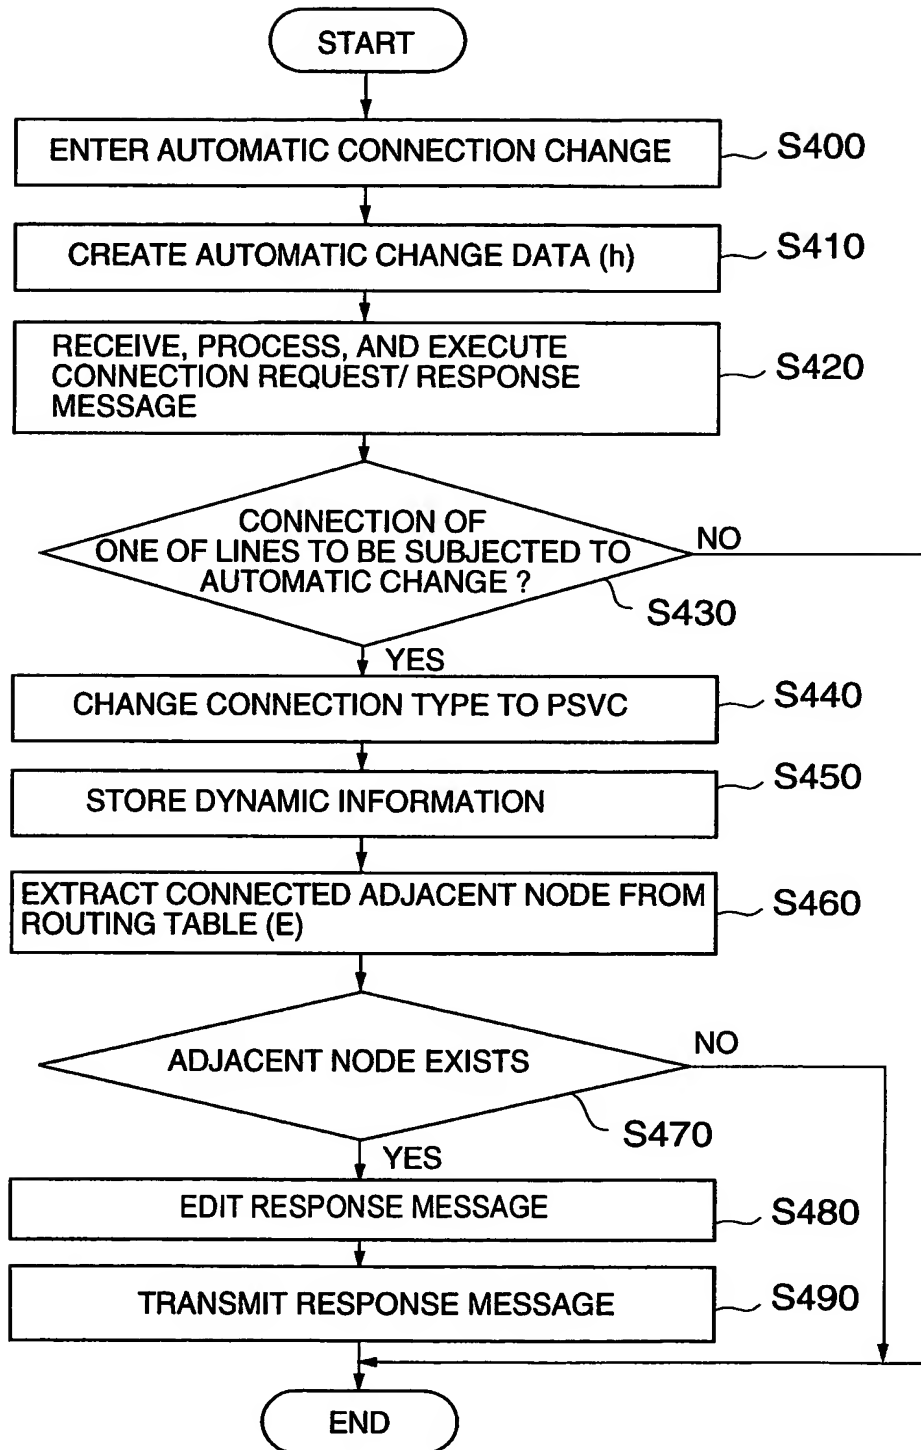 START
ENTER AUTOMATIC CONNECTION CHANGE
S400
CREATE AUTOMATIC CHANGE DATA (h)
S410
RECEIVE, PROCESS, AND EXECUTE
CONNECTION REQUEST/ RESPONSE
MESSAGE
S420
CONNECTION OF
ONE OF LINES TO BE SUBJECTED TO
AUTOMATIC CHANGE ?
NO
S430
YES
CHANGE CONNECTION TYPE TO PSVC
S440
STORE DYNAMIC INFORMATION
S450
EXTRACT CONNECTED ADJACENT NODE FROM
ROUTING TABLE (E)
S460
ADJACENT NODE EXISTS
NO
S470
YES
EDIT RESPONSE MESSAGE
S480
TRANSMIT RESPONSE MESSAGE
S490
END